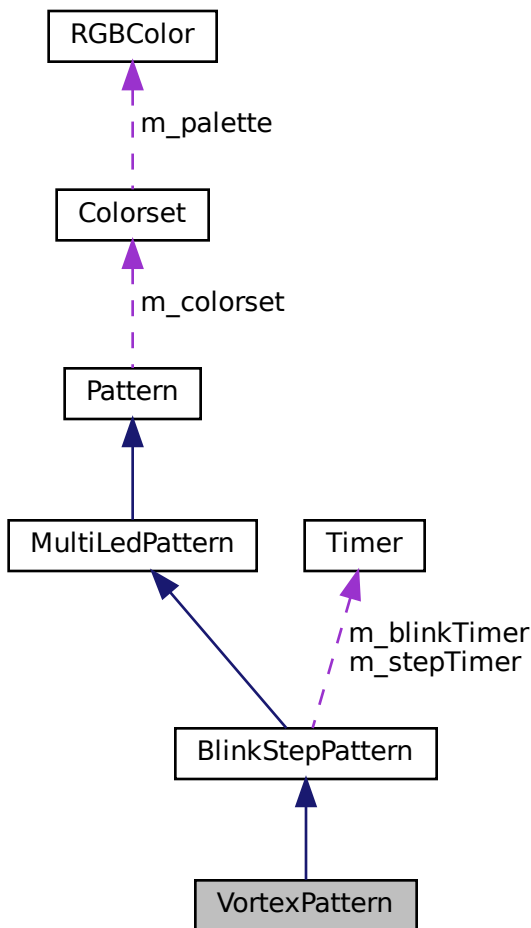 RGBColor
m_palette
Colorset
m_colorset
Pattern
MultiLedPattern
Timer
m_blinkTimer
m_stepTimer
BlinkStepPattern
VortexPattern